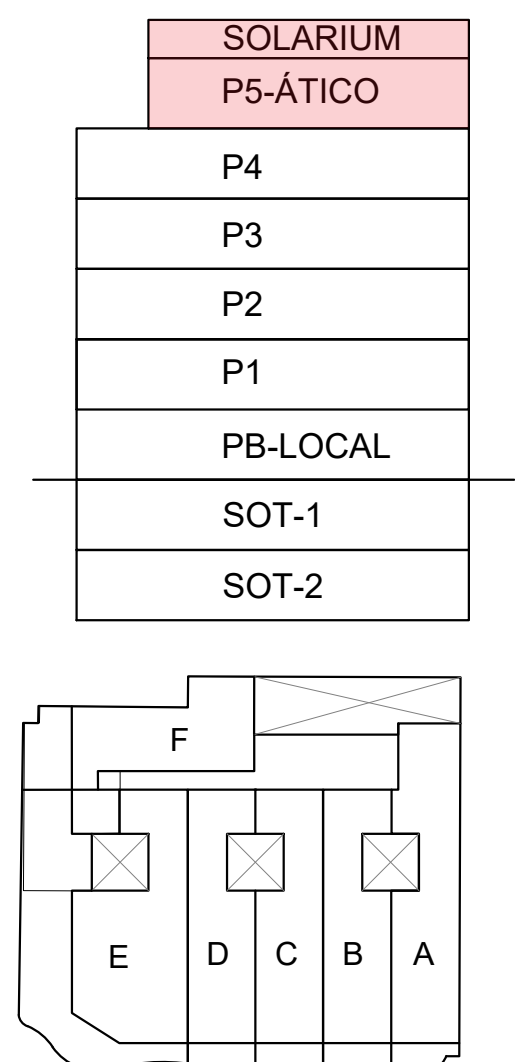 SOLARIUM
P5-ÁTICO
P4
P3
P2
P1
PB-LOCAL
SOT-1
SOT-2
F
E D C B A